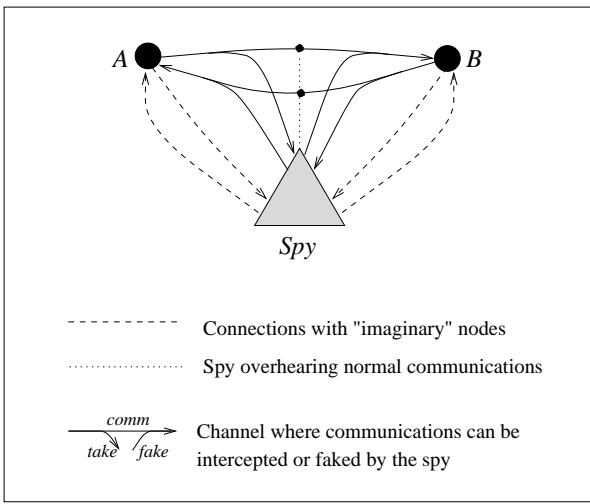 A B
Spy
Connections with "imaginary" nodes
Spy overhearing normal communications
comm
take fake
Channel where communications can be
intercepted or faked by the spy